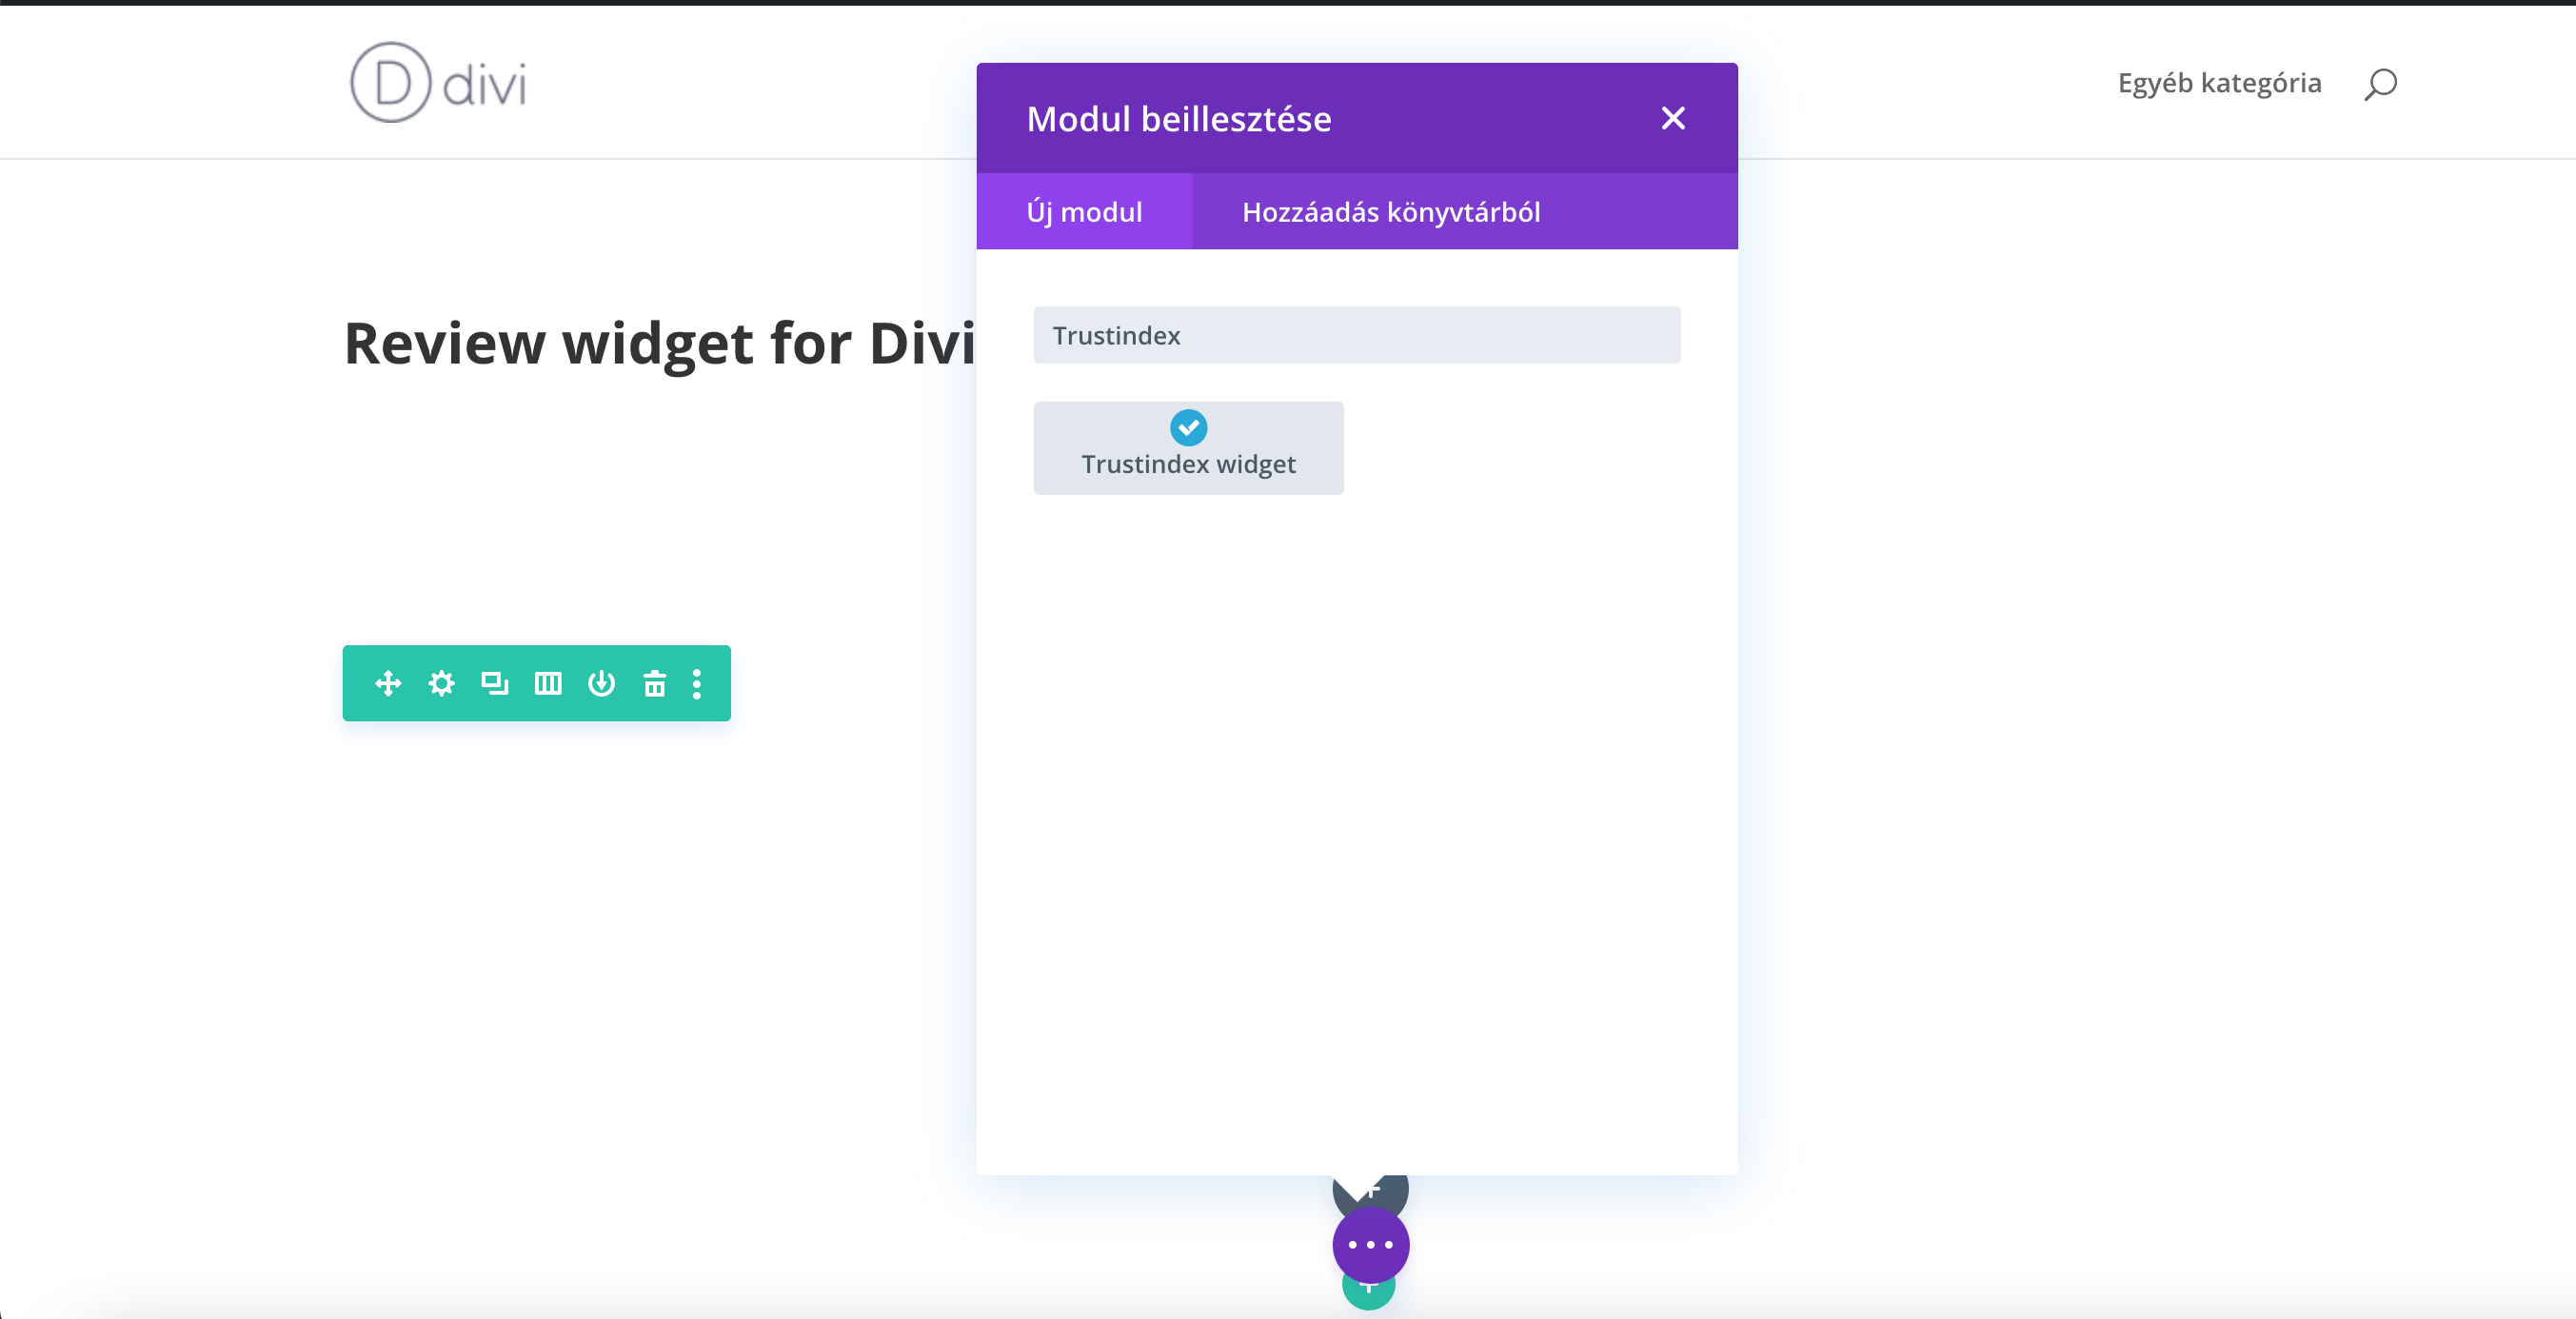 D divi
Egyéb kategória
Modul beillesztése
Új modul
Hozzáadás könyvtárból
Review widget for Divi
Trustindex
Trustindex widget